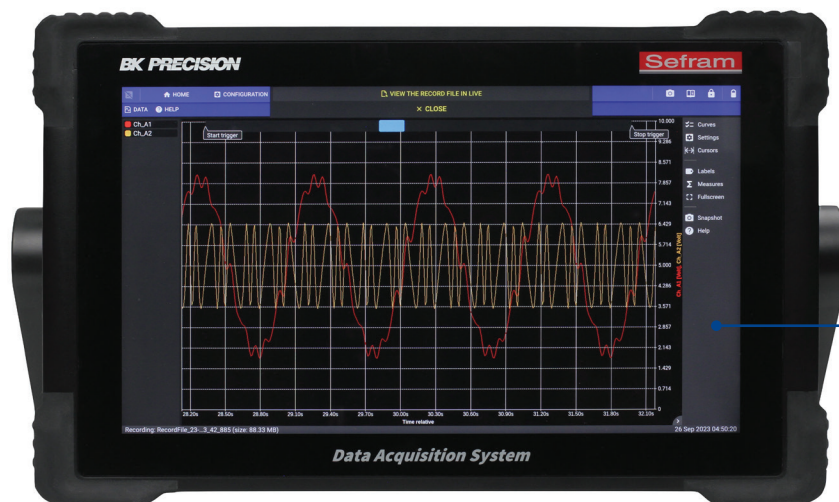 BK PRECISION
Sefram
HOME
CONFIGURATION
VIEW THE RECORD FILE IN LIVE
DATA
HELP
CLOSE
Ch_A1
Ch_A2
Start trigger
Stop trigger
10.000
9.286
8.571
7.857
7.143
6.429
5.714
5.000
4.286
3.571
2.857
2.143
1.429
0.714
0
Ch_A1 [Volt] Ch_A2 [Volt]
Curves
Settings
Cursors
Labels
Measures
Fullscreen
Snapshot
Help
28.20s 28.50s 28.80s 29.10s 29.40s 29.70s 30.00s 30.30s 30.60s 30.90s 31.20s 31.50s 31.80s 32.10s
Time relative
Recording: RecordFile_23-...3_42_88S (size: 88.33 MB)
26 Sep 2023 04:50:20
Data Acquisition System